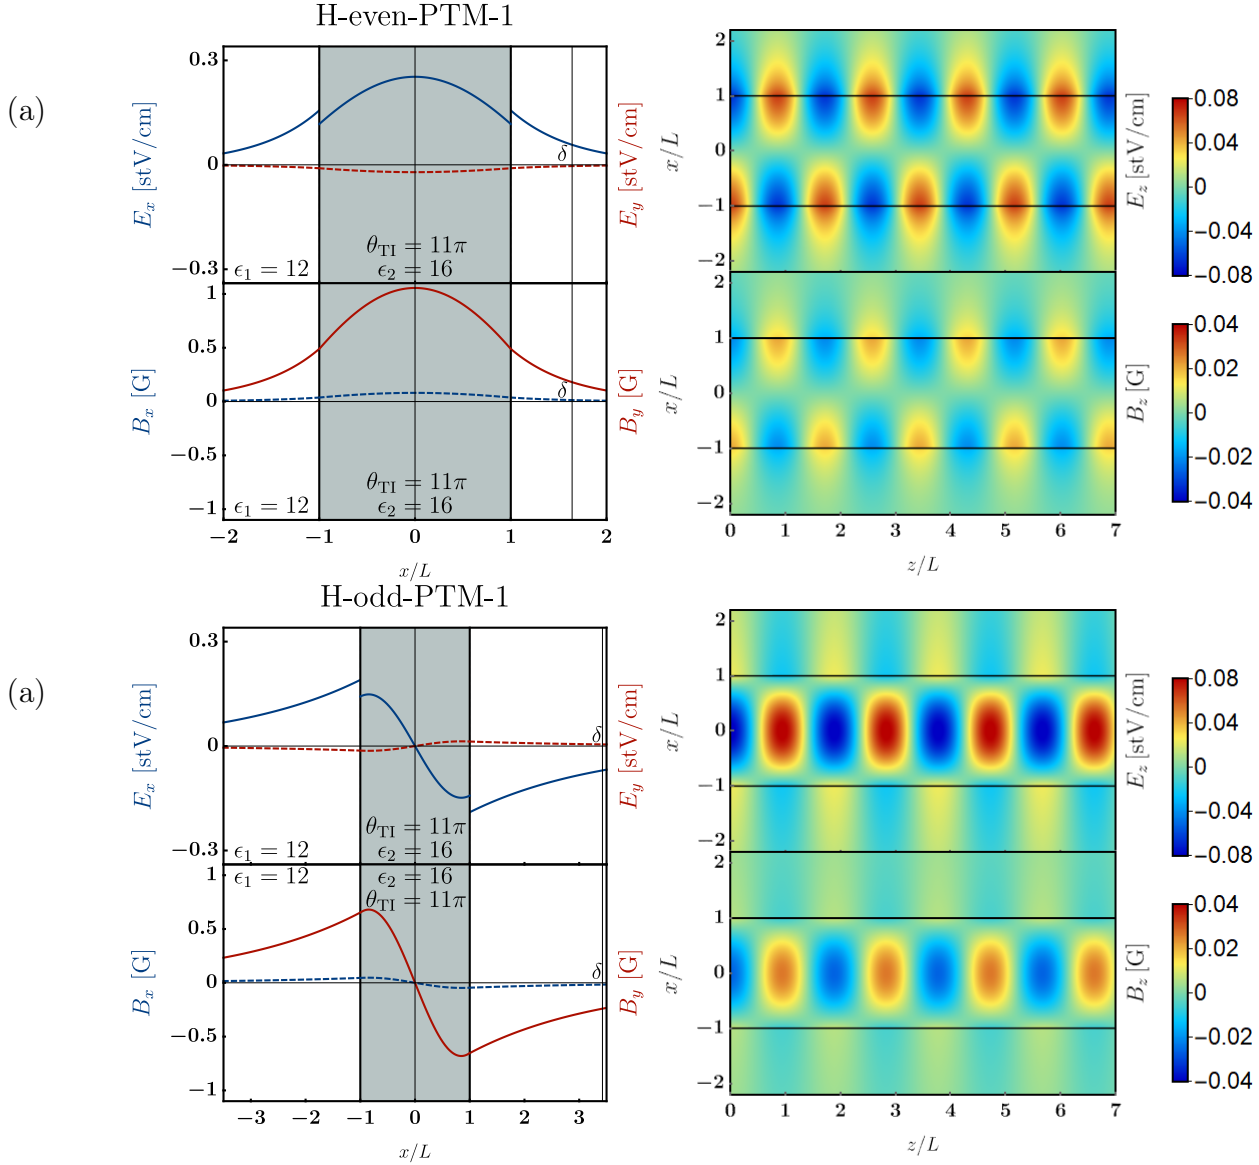 H-even-PTM-1
(a)
E_x [stV/cm]
0.3
0
−0.3
δ
θ_TI = 11π
ϵ_1 = 12
ϵ_2 = 16
E_y [stV/cm]
B_x [G]
1
0.5
0
−0.5
−1
δ
θ_TI = 11π
ϵ_1 = 12
ϵ_2 = 16
B_y [G]
−2 −1 0 1 2
x/L
x/L
2
1
0
−1
−2
E_z [stV/cm]
0.08
0.04
0
−0.04
−0.08
x/L
2
1
0
−1
−2
B_z [G]
0.04
0.02
0
−0.02
−0.04
0 1 2 3 4 5 6 7
z/L
H-odd-PTM-1
(a)
E_x [stV/cm]
0.3
0
−0.3
δ
θ_TI = 11π
ϵ_1 = 12
ϵ_2 = 16
E_y [stV/cm]
B_x [G]
1
0.5
0
−0.5
−1
ϵ_1 = 12
ϵ_2 = 16
θ_TI = 11π
δ
B_y [G]
−3 −2 −1 0 1 2 3
x/L
x/L
2
1
0
−1
−2
E_z [stV/cm]
0.08
0.04
0
−0.04
−0.08
x/L
2
1
0
−1
−2
B_z [G]
0.04
0.02
0
−0.02
−0.04
0 1 2 3 4 5 6 7
z/L